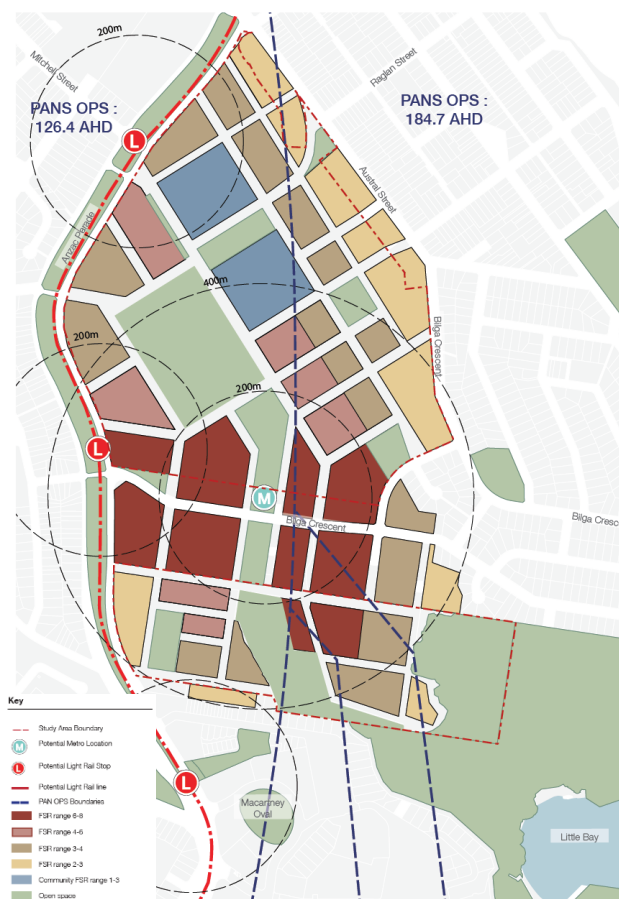 200m
Mitchell Street
Raglan Street
PANS OPS :
126.4 AHD
PANS OPS :
184.7 AHD
L
Austral Street
Anzac Parade
400m
Bilga Crescent
200m
200m
L
M
Bilga Crescent
Bilga Cresc
Key
Study Area Boundary
M
Potential Metro Location
L
Potential Light Rail Stop
Potential Light Rail line
PAN OPS Boundaries
FSR range 6-8
FSR range 4-6
FSR range 3-4
FSR range 2-3
Community FSR range 1-3
Open space
L
Macartney
Oval
Little Bay